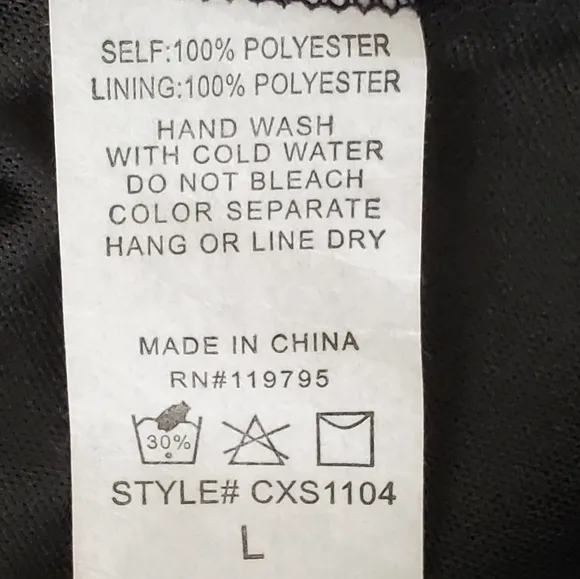 SELF:100% POLYESTER
LINING:100% POLYESTER
HAND WASH
WITH COLD WATER
DO NOT BLEACH
COLOR SEPARATE
HANG OR LINE DRY
MADE IN CHINA
RN#119795
30%
STYLE# CXS1104
L